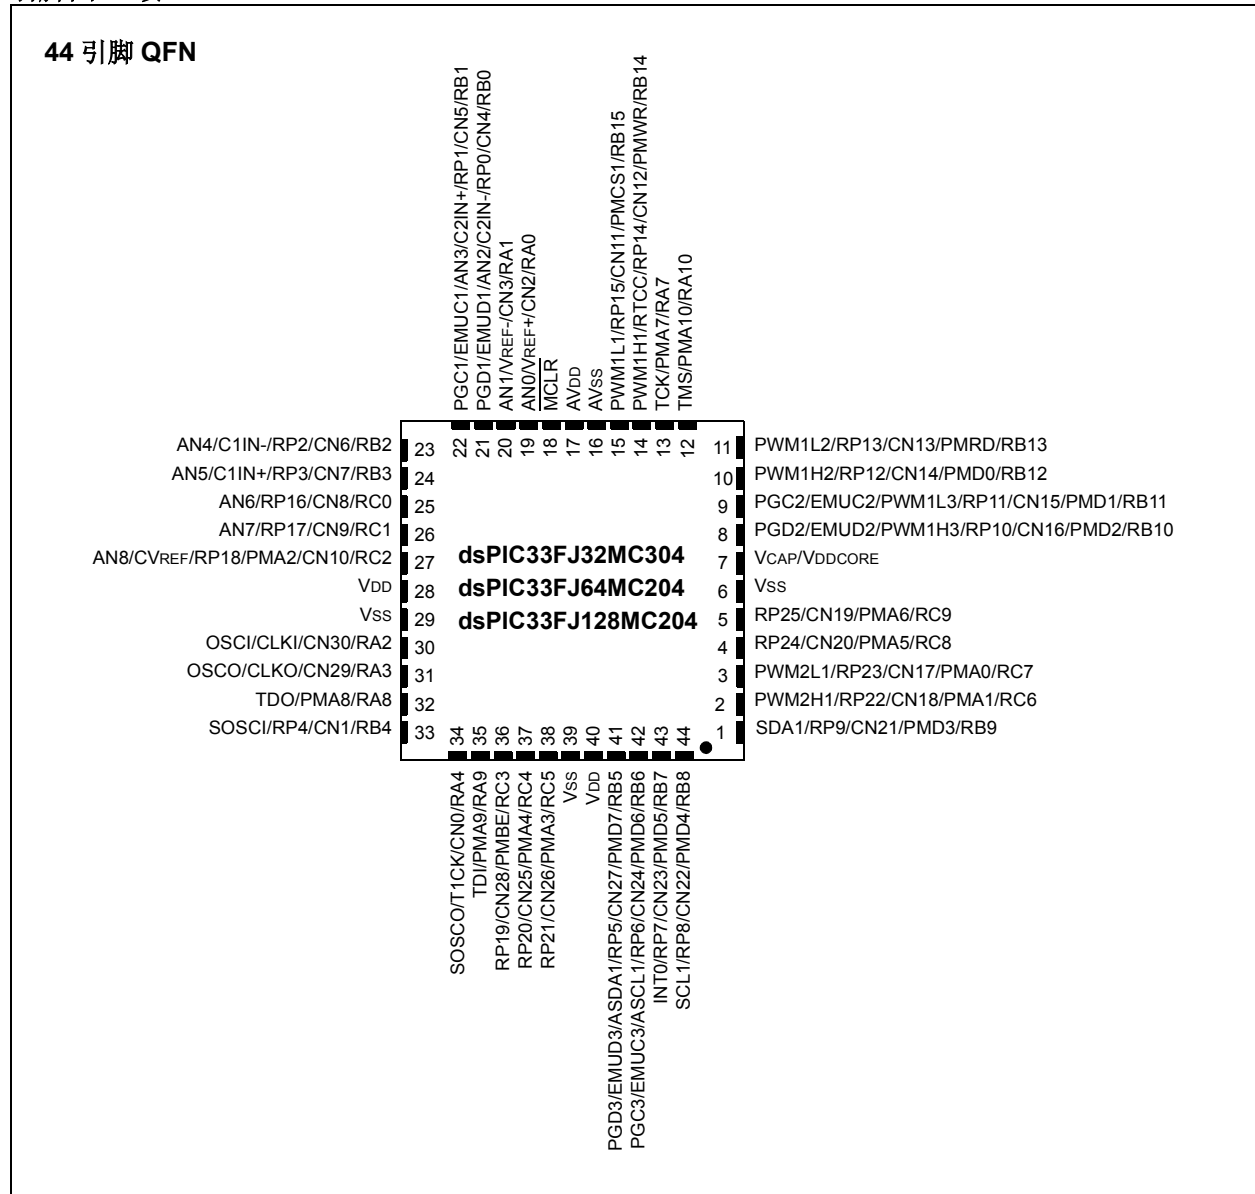 44 引脚 QFN
PGC1/EMUC1/AN3/C2IN+/RP1/CN5/RB1
PGD1/EMUD1/AN2/C2IN-/RP0/CN4/RB0
AN1/VREF-/CN3/RA1
AN0/VREF+/CN2/RA0
MCLR
AVDD
AVSS
PWM1L1/RP15/CN11/PMCS1/RB15
PWM1H1/RTCC/RP14/CN12/PMWR/RB14
TCK/PMA7/RA7
TMS/PMA10/RA10
22 21 20 19 18 17 16 15 14 13 12
AN4/C1IN-/RP2/CN6/RB2 23
AN5/C1IN+/RP3/CN7/RB3 24
AN6/RP16/CN8/RC0 25
AN7/RP17/CN9/RC1 26
AN8/CVREF/RP18/PMA2/CN10/RC2 27
VDD 28
VSS 29
OSCI/CLKI/CN30/RA2 30
OSCO/CLKO/CN29/RA3 31
TDO/PMA8/RA8 32
SOSCI/RP4/CN1/RB4 33
dsPIC33FJ32MC304
dsPIC33FJ64MC204
dsPIC33FJ128MC204
11 PWM1L2/RP13/CN13/PMRD/RB13
10 PWM1H2/RP12/CN14/PMD0/RB12
9 PGC2/EMUC2/PWM1L3/RP11/CN15/PMD1/RB11
8 PGD2/EMUD2/PWM1H3/RP10/CN16/PMD2/RB10
7 VCAP/VDDCORE
6 VSS
5 RP25/CN19/PMA6/RC9
4 RP24/CN20/PMA5/RC8
3 PWM2L1/RP23/CN17/PMA0/RC7
2 PWM2H1/RP22/CN18/PMA1/RC6
1 SDA1/RP9/CN21/PMD3/RB9
34 35 36 37 38 39 40 41 42 43 44
SOSCO/T1CK/CN0/RA4
TDI/PMA9/RA9
RP19/CN28/PMBE/RC3
RP20/CN25/PMA4/RC4
RP21/CN26/PMA3/RC5
VSS
VDD
PGD3/EMUD3/ASDA1/RP5/CN27/PMD7/RB5
PGC3/EMUC3/ASCL1/RP6/CN24/PMD6/RB6
INT0/RP7/CN23/PMD5/RB7
SCL1/RP8/CN22/PMD4/RB8